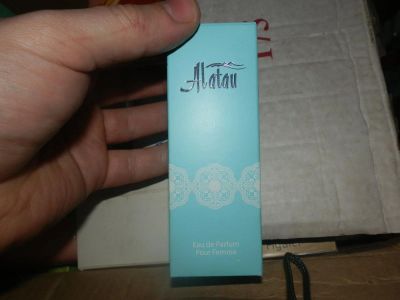 Alatau
Eau de Parfum
Pour Femme